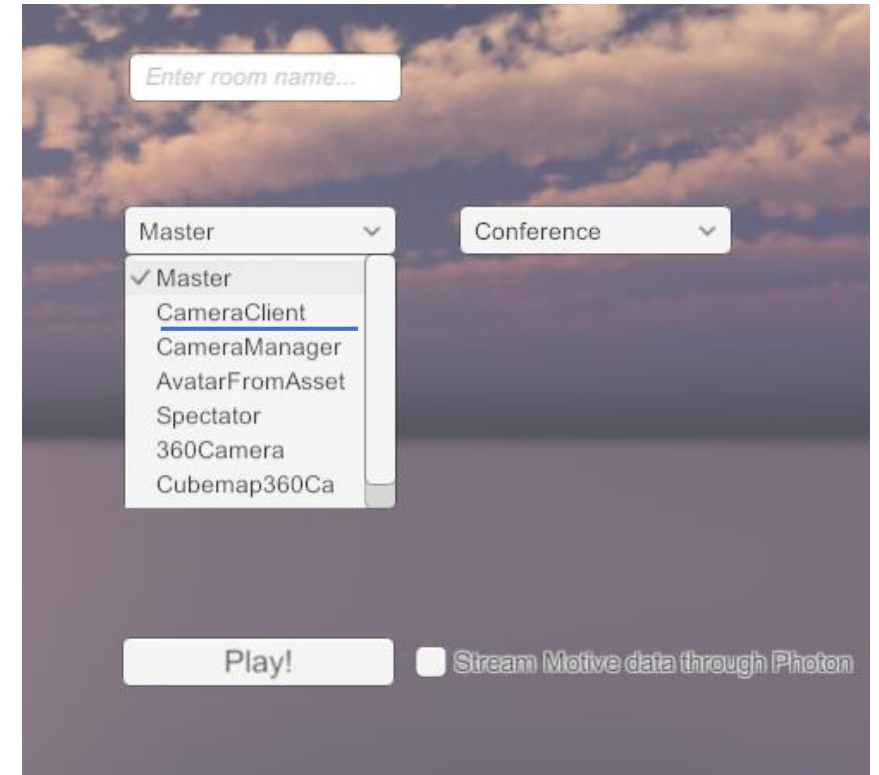 Enter room name...
Master
Conference
Master
CameraClient
CameraManager
AvatarFromAsset
Spectator
360Camera
Cubemap360Ca
Play!
Stream Motive data through Photon